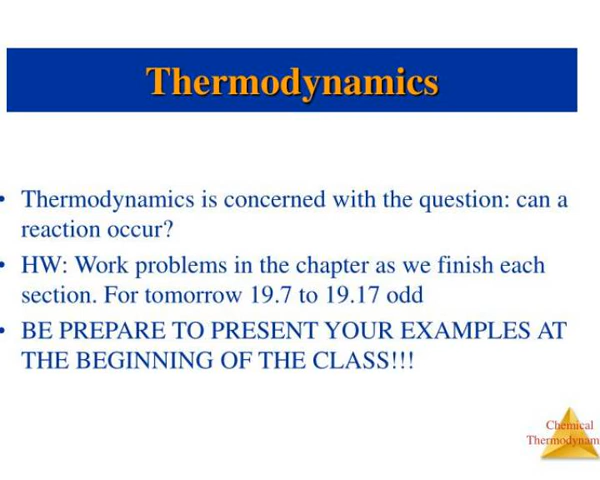 Thermodynamics
• Thermodynamics is concerned with the question: can a
reaction occur?
• HW: Work problems in the chapter as we finish each
section. For tomorrow 19.7 to 19.17 odd
• BE PREPARE TO PRESENT YOUR EXAMPLES AT
THE BEGINNING OF THE CLASS!!!
Chemical
Thermodynam